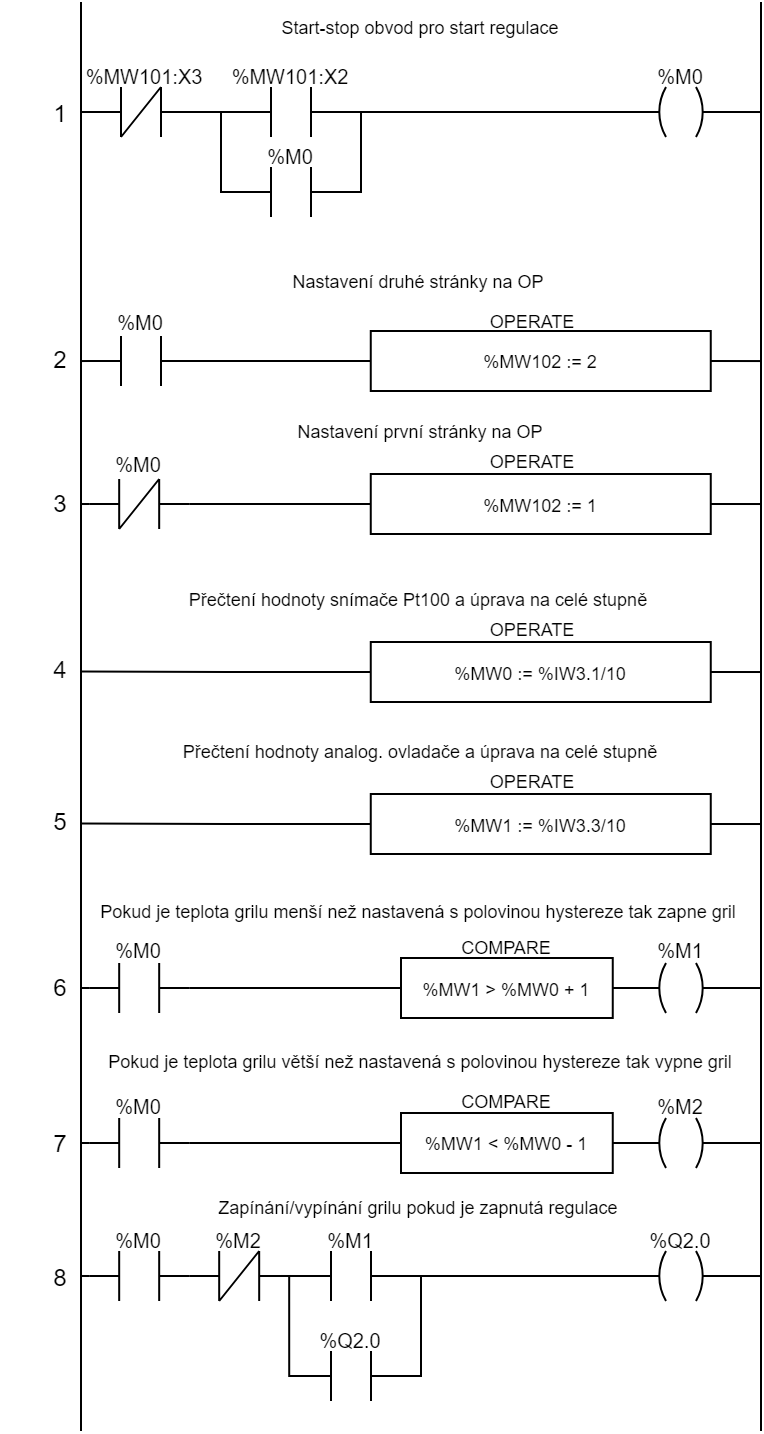 Start-stop obvod pro start regulace
%MW101:X3 %MW101:X2 %M0
1
%M0
Nastavení druhé stránky na OP
%M0 OPERATE
2 %MW102 := 2
Nastavení první stránky na OP
%M0 OPERATE
3 %MW102 := 1
Přečtení hodnoty snímače Pt100 a úprava na celé stupně
OPERATE
4 %MW0 := %IW3.1/10
Přečtení hodnoty analog. ovladače a úprava na celé stupně
OPERATE
5 %MW1 := %IW3.3/10
Pokud je teplota grilu menší než nastavená s polovinou hystereze tak zapne gril
%M0 COMPARE %M1
6 %MW1 > %MW0 + 1
Pokud je teplota grilu větší než nastavená s polovinou hystereze tak vypne gril
%M0 COMPARE %M2
7 %MW1 < %MW0 - 1
Zapínání/vypínání grilu pokud je zapnutá regulace
%M0 %M2 %M1 %Q2.0
8
%Q2.0